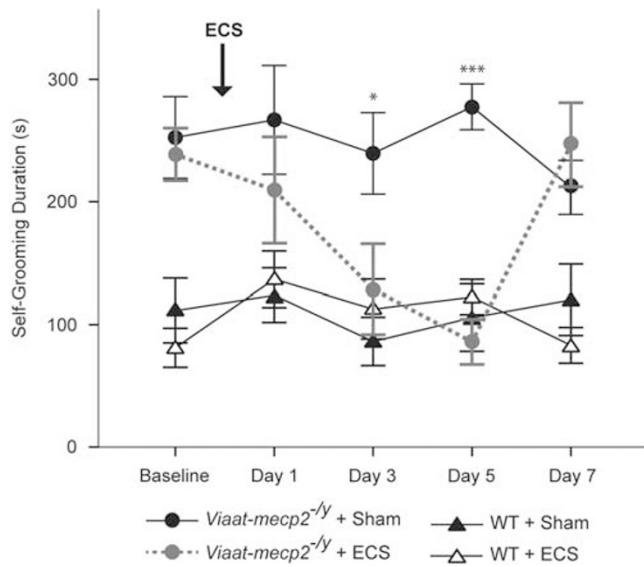 ECS
300
*
***
200
100
0
Self-Grooming Duration (s)
Baseline Day 1 Day 3 Day 5 Day 7
Viaat-mecp2-/y + Sham WT + Sham
Viaat-mecp2-/y + ECS WT + ECS